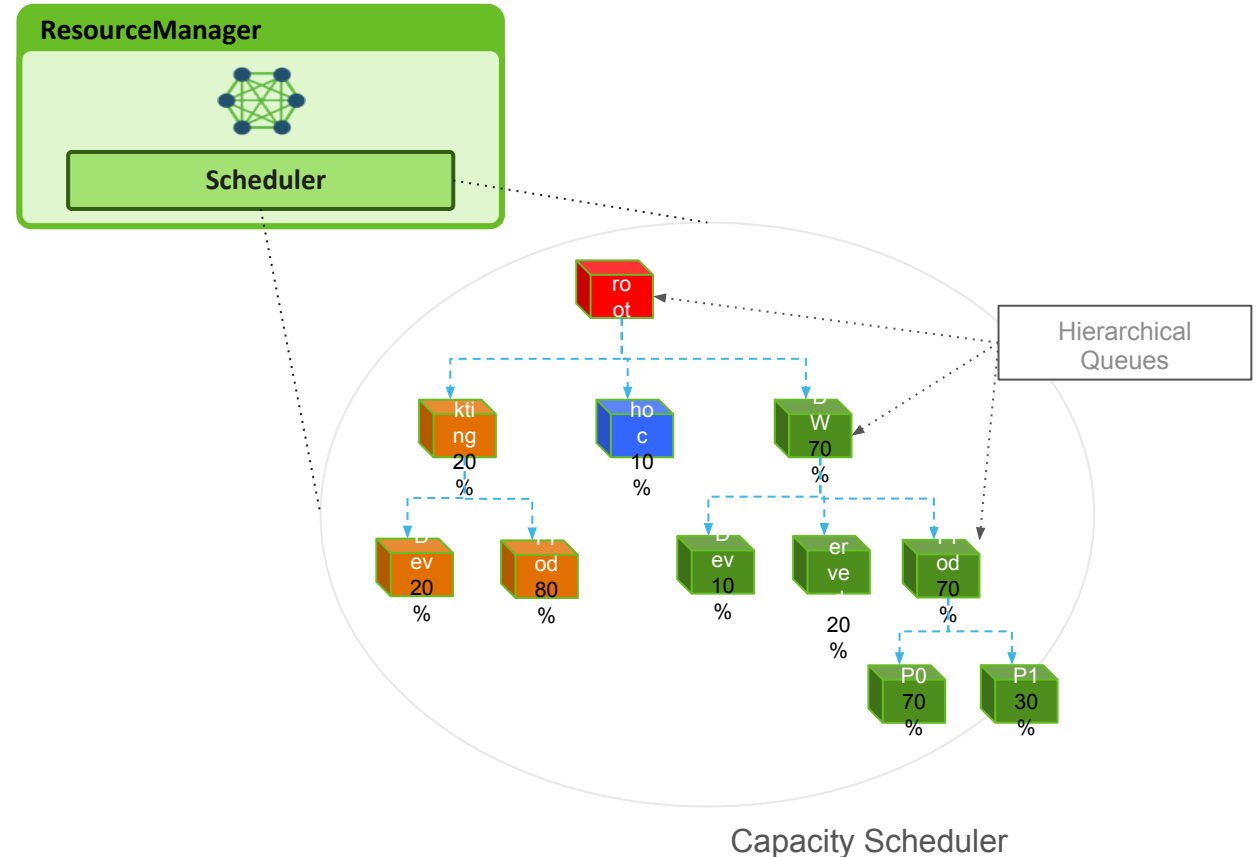 ResourceManager
Scheduler
ro
ot
Hierarchical
Queues
kti
ng
20
%
ho
c
10
%
D
W
70
%
D
ev
20
%
od
80
%
D
ev
10
%
er
ve
20
%
od
70
%
P0
70
%
P1
30
%
Capacity Scheduler